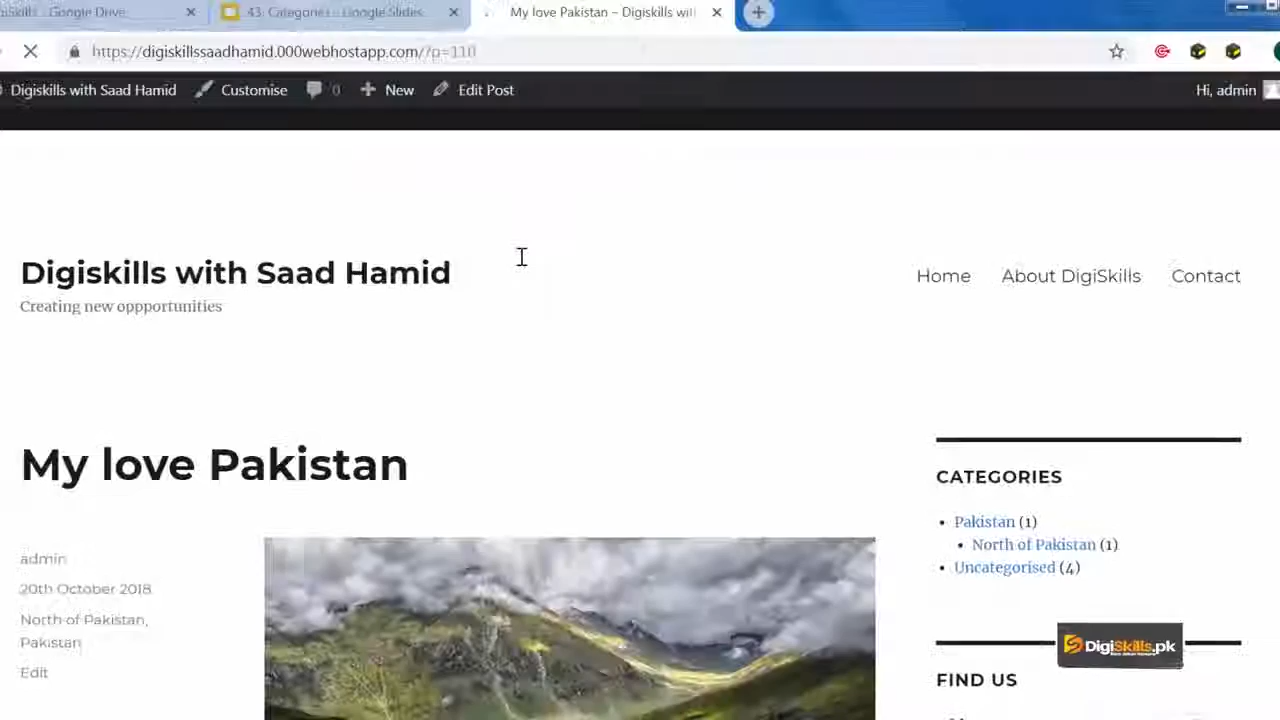 iSkills - Google Drive
43. Categories - Google Slides
My love Pakistan – Digiskills wit
https://digiskillssaadhamid.000webhostapp.com//?p=110
Digiskills with Saad Hamid
Customise
0
New
Edit Post
Hi, admin
Digiskills with Saad Hamid
Creating new oppportunities
Home
About DigiSkills
Contact
My love Pakistan
admin
20th October 2018
North of Pakistan,
Pakistan
Edit
CATEGORIES
Pakistan (1)
North of Pakistan (1)
Uncategorised (4)
DigiSkills.pk
FIND US